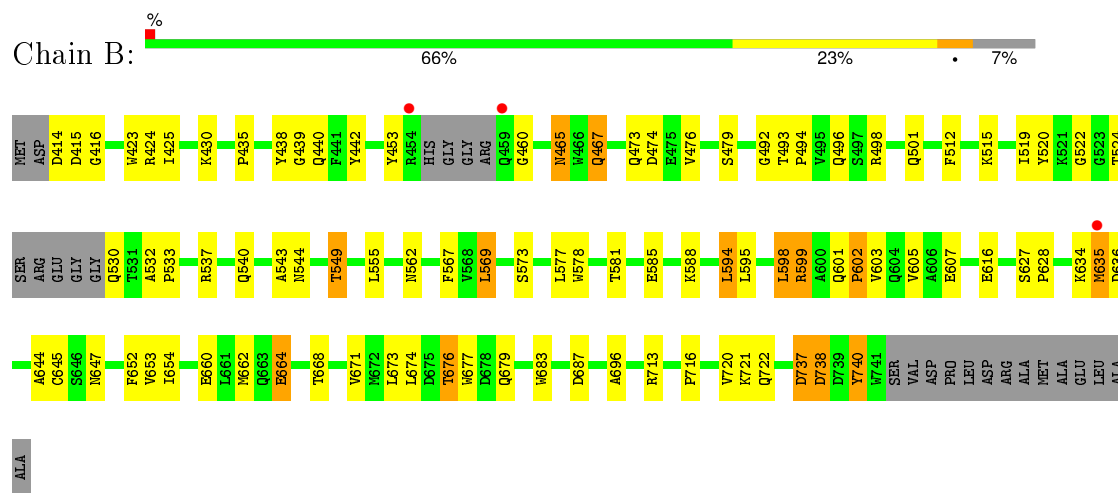 %
Chain B:
66% 23% • 7%
MET ASP D414 D415 G416 W423 R424 I425 K430 P435 Y438 G439 Q440 F441 Y442 Y453 R454 HIS GLY GLY ARG Q459 G460 N465 W466 Q467 Q473 D474 E475 V476 S479 G492 T493 P494 V495 Q496 S497 R498 Q501 F512 K515 I519 Y520 K521 G522 G523 T524
SER ARG GLU GLY GLY Q530 T531 A532 P533 R537 Q540 A543 N544 T549 L555 N562 F567 V568 L569 S573 L577 W578 T581 E585 K588 L594 L595 L598 R599 A600 Q601 P602 V603 Q604 V605 A606 E607 E616 S627 P628 K634 M635
A644 C645 S646 N647 F652 V653 I654 E660 L661 M662 Q663 E664 T668 V671 M672 L673 L674 D675 T676 W677 D678 Q679 W683 D687 A696 R713 P716 V720 K721 Q722 D737 D738 D739 Y740 W741 SER VAL ASP PRO LEU ASP ARG ALA MET ALA GLU LEU ALA
ALA